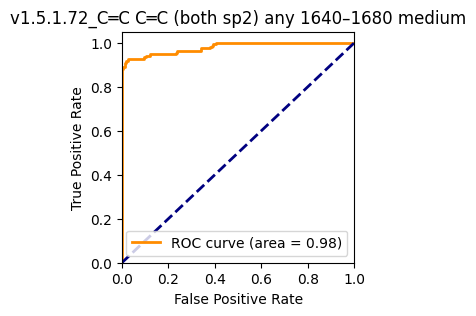 v1.5.1.72_C═C C═C (both sp2) any 1640–1680 medium
1.0
0.8
0.6
0.4
0.2
0.0
True Positive Rate
ROC curve (area = 0.98)
0.0 0.2 0.4 0.6 0.8 1.0
False Positive Rate